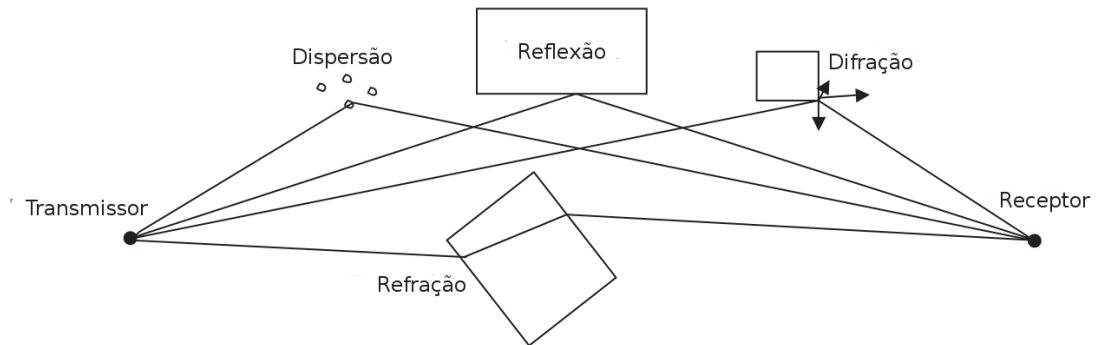 Dispersão
Reflexão
Difração
Transmissor
Receptor
Refração